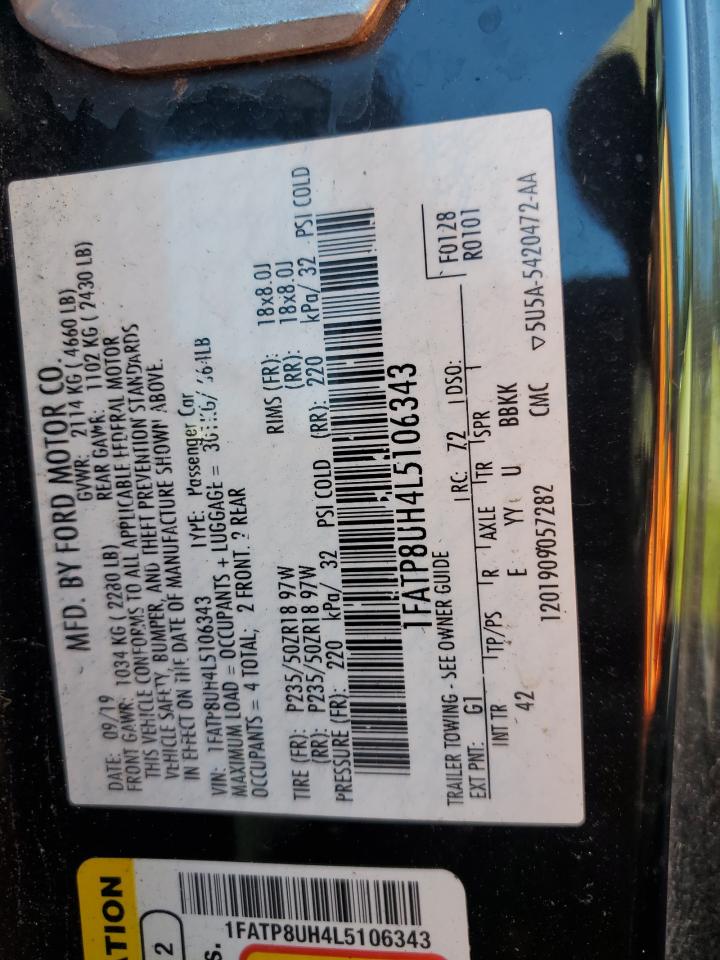 MFD. BY FORD MOTOR CO.
DATE: 09/19 GVWR: 2114 KG ( 4660 LB)
FRONT GAWR: 1034 KG ( 2280 LB) REAR GAWR: 1102 KG ( 2430 LB)
THIS VEHICLE CONFORMS TO ALL APPLICABLE FEDERAL MOTOR
VEHICLE SAFETY, BUMPER, AND THEFT PREVENTION STANDARDS
IN EFFECT ON THE DATE OF MANUFACTURE SHOWN ABOVE.
VIN: 1FATP8UH4L5106343 TYPE: Passenger Car
MAXIMUM LOAD = OCCUPANTS + LUGGAGE =
OCCUPANTS = 4 TOTAL; 2 FRONT, 2 REAR
TIRE (FR): P235/50ZR18 97W RIMS (FR): 18x8.0J
(RR): P235/50ZR18 97W (RR): 18x8.0J
PRESSURE (FR): 220 kPa/ 32 PSI COLD (RR): 220 kPa/ 32 PSI COLD
1FATP8UH4L5106343
TRAILER TOWING - SEE OWNER GUIDE
F0128
R0101
EXT PNT: G1 RC: 72 DSO:
INT TR TP/PS R AXLE TR SPR
42 E YY U BBKK
1201909057282 CMC ▽5U5A-5420472-AA
ATION
2
S.
1FATP8UH4L5106343